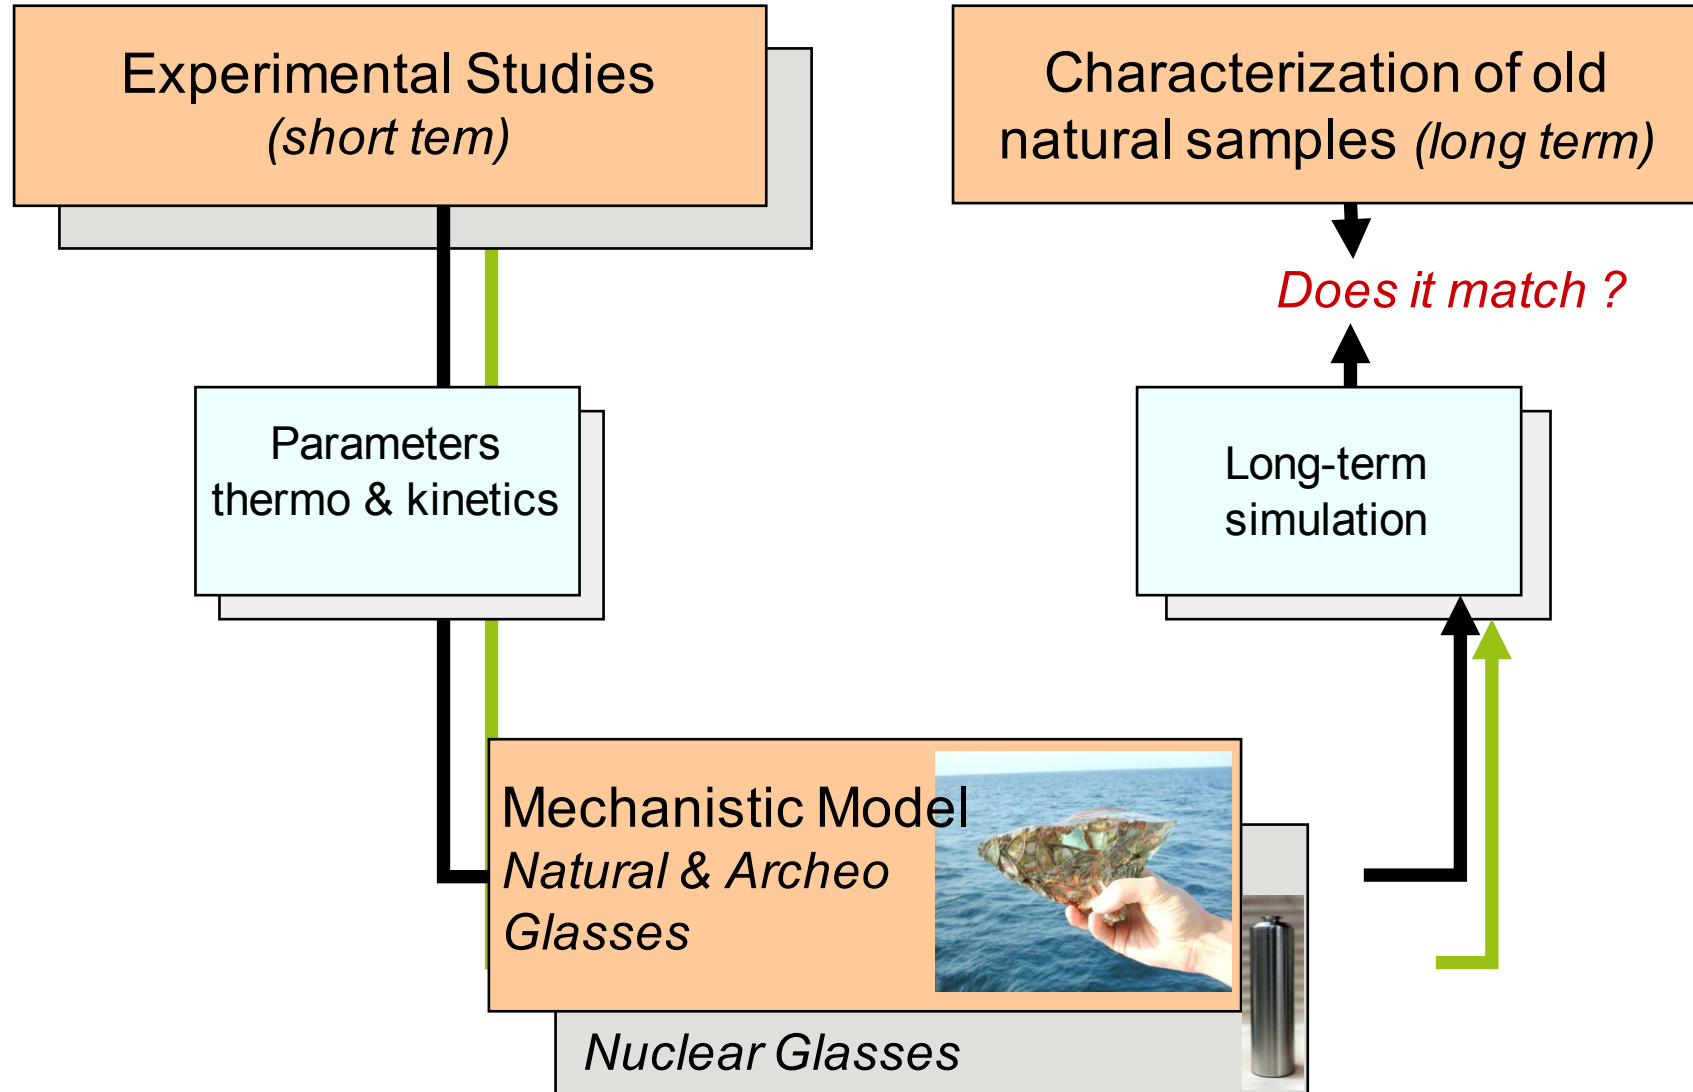 Experimental Studies
(short tem)
Characterization of old
natural samples (long term)
Does it match ?
Parameters
thermo & kinetics
Long-term
simulation
Mechanistic Model
Natural & Archeo
Glasses
Nuclear Glasses